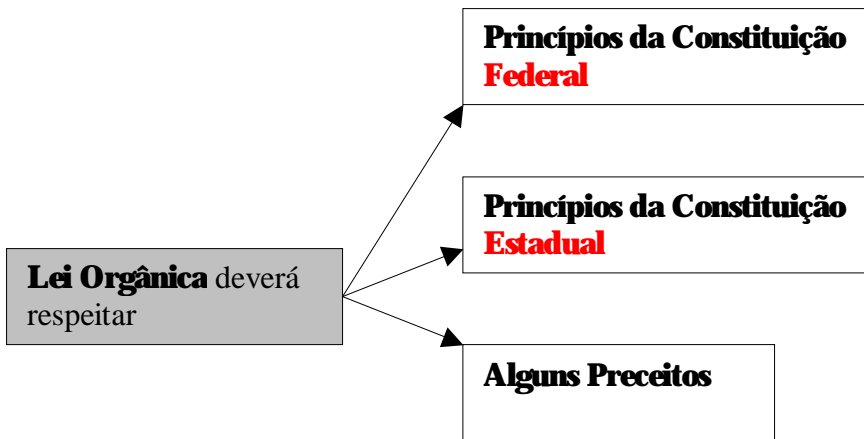 Princípios da Constituição
Federal
Princípios da Constituição
Estadual
Lei Orgânica deverá
respeitar
Alguns Preceitos